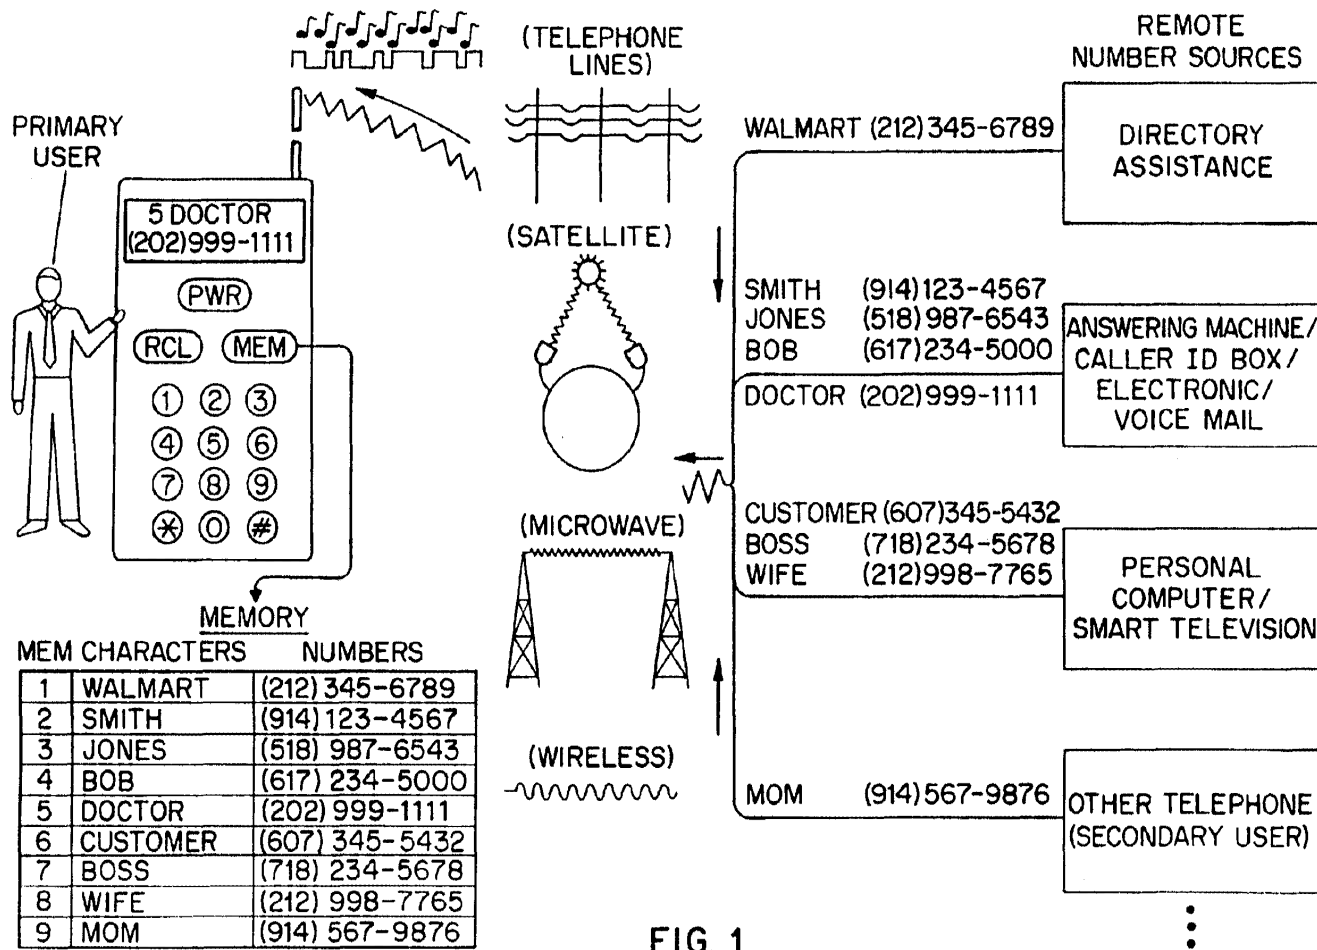 PRIMARY
USER
5 DOCTOR
(202)999-1111
PWR
RCL MEM
1 2 3
4 5 6
7 8 9
* 0 #
MEMORY
MEM CHARACTERS NUMBERS
1 WALMART (212) 345-6789
2 SMITH (914) 123-4567
3 JONES (518) 987-6543
4 BOB (617) 234-5000
5 DOCTOR (202) 999-1111
6 CUSTOMER (607) 345-5432
7 BOSS (718) 234-5678
8 WIFE (212) 998-7765
9 MOM (914) 567-9876
(TELEPHONE
LINES)
(SATELLITE)
(MICROWAVE)
(WIRELESS)
REMOTE
NUMBER SOURCES
WALMART (212) 345-6789
DIRECTORY
ASSISTANCE
SMITH (914) 123-4567
JONES (518) 987-6543
BOB (617) 234-5000
DOCTOR (202) 999-1111
ANSWERING MACHINE/
CALLER ID BOX/
ELECTRONIC/
VOICE MAIL
CUSTOMER (607)345-5432
BOSS (718) 234-5678
WIFE (212) 998-7765
PERSONAL
COMPUTER/
SMART TELEVISION
MOM (914) 567-9876
OTHER TELEPHONE
(SECONDARY USER)
FIG. 1